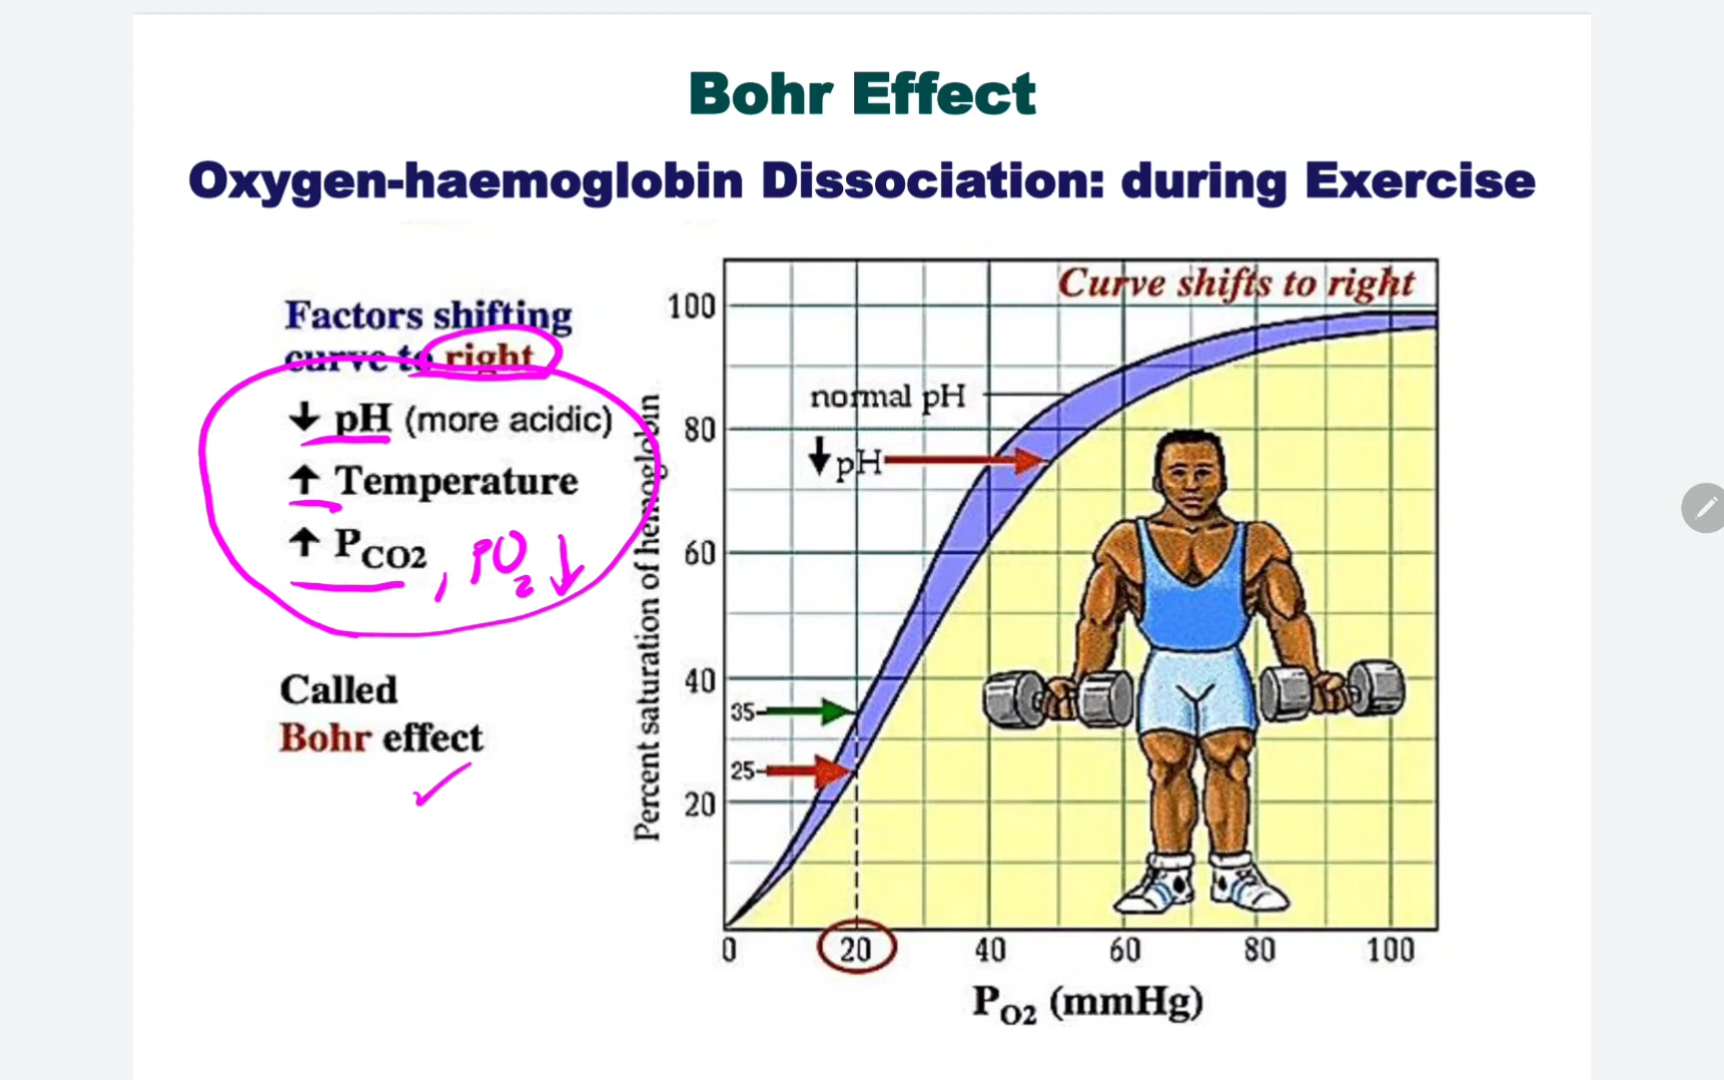 Bohr Effect
Oxygen-haemoglobin Dissociation: during Exercise
Factors shifting
curve to right
↓ pH (more acidic)
↑ Temperature
↑ PCO2 , PO2 ↓
Called
Bohr effect
Curve shifts to right
normal pH
↓ pH
Percent saturation of hemoglobin
100
80
60
40
35
25
20
0 20 40 60 80 100
PO2 (mmHg)